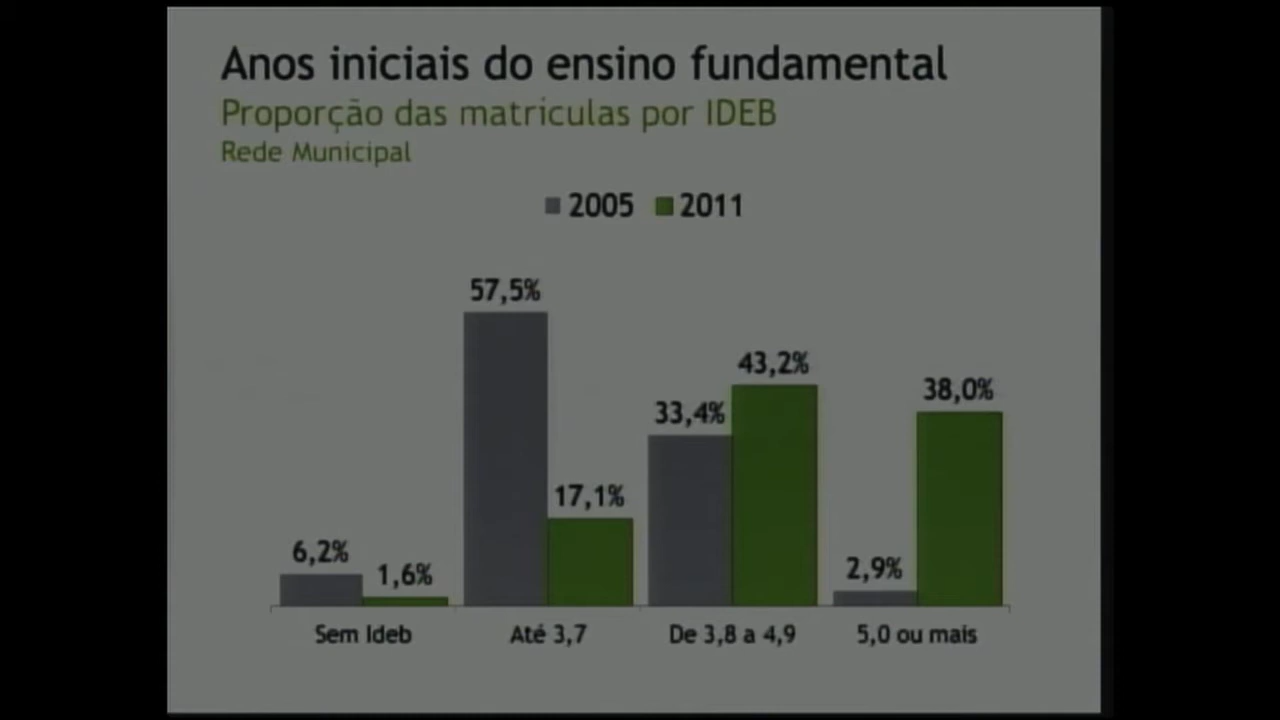 Anos iniciais do ensino fundamental
Proporção das matriculas por IDEB
Rede Municipal
2005 2011
57,5%
43,2%
38,0%
33,4%
17,1%
6,2%
1,6%
2,9%
Sem Ideb Até 3,7 De 3,8 a 4,9 5,0 ou mais